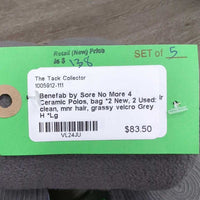 Retail (New) Price
is $ 138
SET of 5
The Tack Collector
1005912-111
Benefab by Sore No More 4
Ceramic Polos, bag *2 New, 2 Used: Ir
clean, mnr hair, grassy velcro Grey
H *Lg
$83.50
VL24JU